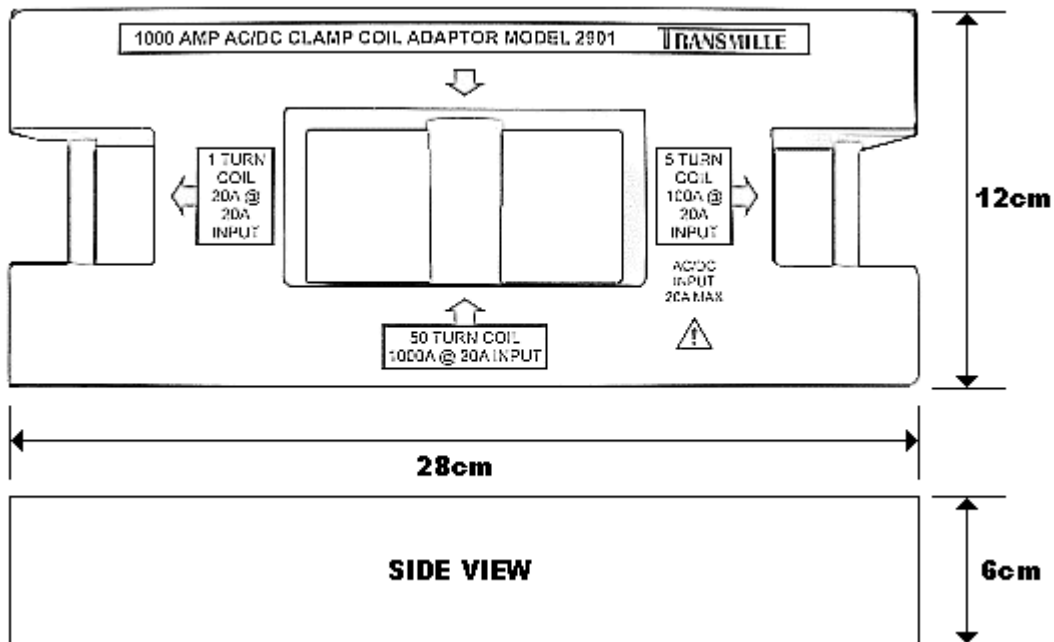 1000 AMP AC/DC CLAMP COIL ADAPTOR MODEL 2901 TRANSMILLE
1 TURN
COIL
20A @
20A
INPUT
5 TURN
COIL
100A @
20A
INPUT
AC/DC
INPUT
20A MAX
50 TURN COIL
1000A @ 20A INPUT
12cm
28cm
SIDE VIEW
6cm